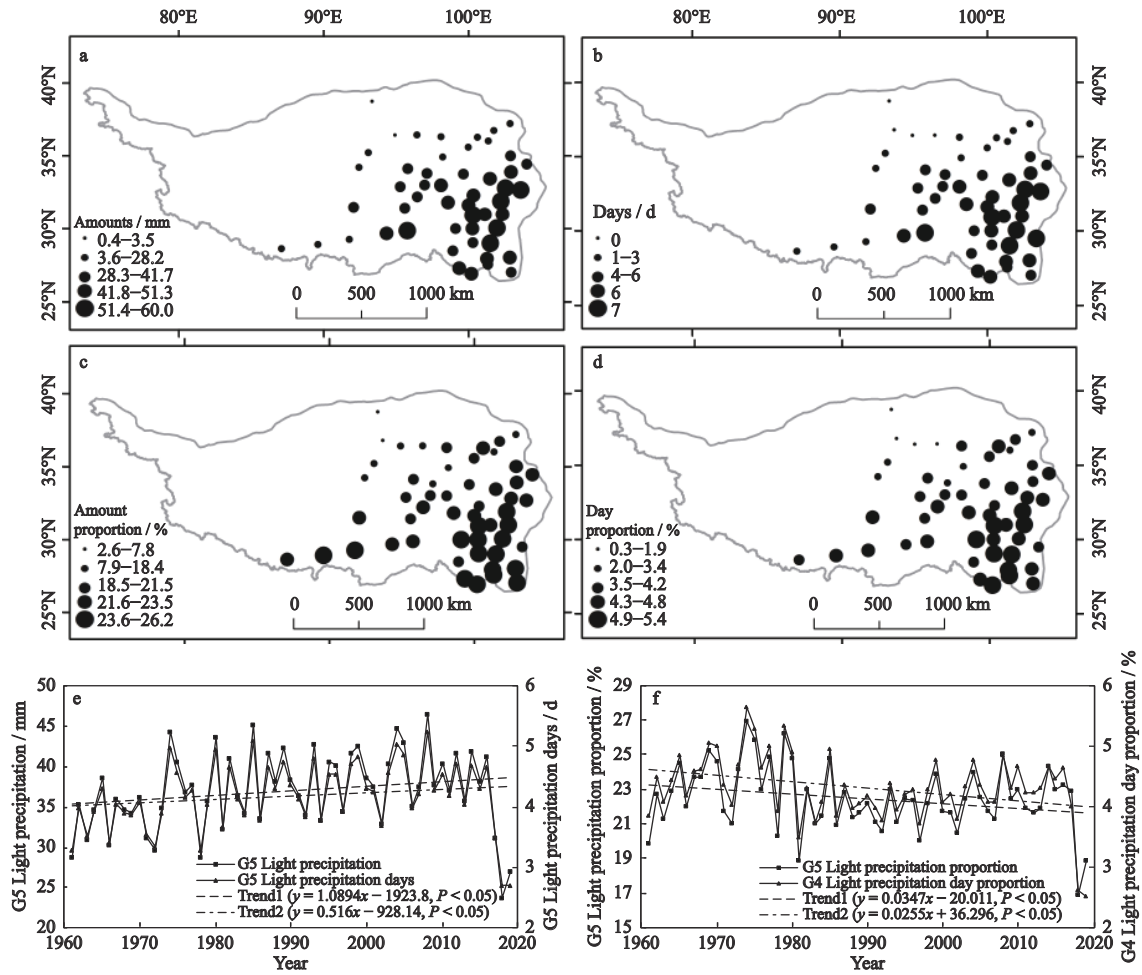 80°E 90°E 100°E 80°E 90°E 100°E
a
40°N
35°N
30°N
25°N
Amounts / mm
0.4–3.5
3.6–28.2
28.3–41.7
41.8–51.3
51.4–60.0
0 500 1000 km
b
40°N
35°N
30°N
25°N
Days / d
0
1–3
4–6
6
7
0 500 1000 km
c
40°N
35°N
30°N
25°N
Amount
proportion / %
2.6–7.8
7.9–18.4
18.5–21.5
21.6–23.5
23.6–26.2
0 500 1000 km
d
40°N
35°N
30°N
25°N
Day
proportion / %
0.3–1.9
2.0–3.4
3.5–4.2
4.3–4.8
4.9–5.4
0 500 1000 km
e
G5 Light precipitation / mm
50
45
40
35
30
25
20
6
5
4
3
2
G5 Light precipitation days / d
G5 Light precipitation
G5 Light precipitation days
Trend1 (y = 1.0894x − 1923.8, P < 0.05)
Trend2 (y = 0.516x − 928.14, P < 0.05)
1960 1970 1980 1990 2000 2010 2020
Year
f
G5 Light precipitation proportion / %
29
27
25
23
21
19
17
15
6
5
4
3
2
G4 Light precipitation day proportion / %
G5 Light precipitation proportion
G4 Light precipitation day proportion
Trend1 (y = 0.0347x − 20.011, P < 0.05)
Trend2 (y = 0.0255x + 36.296, P < 0.05)
1960 1970 1980 1990 2000 2010 2020
Year